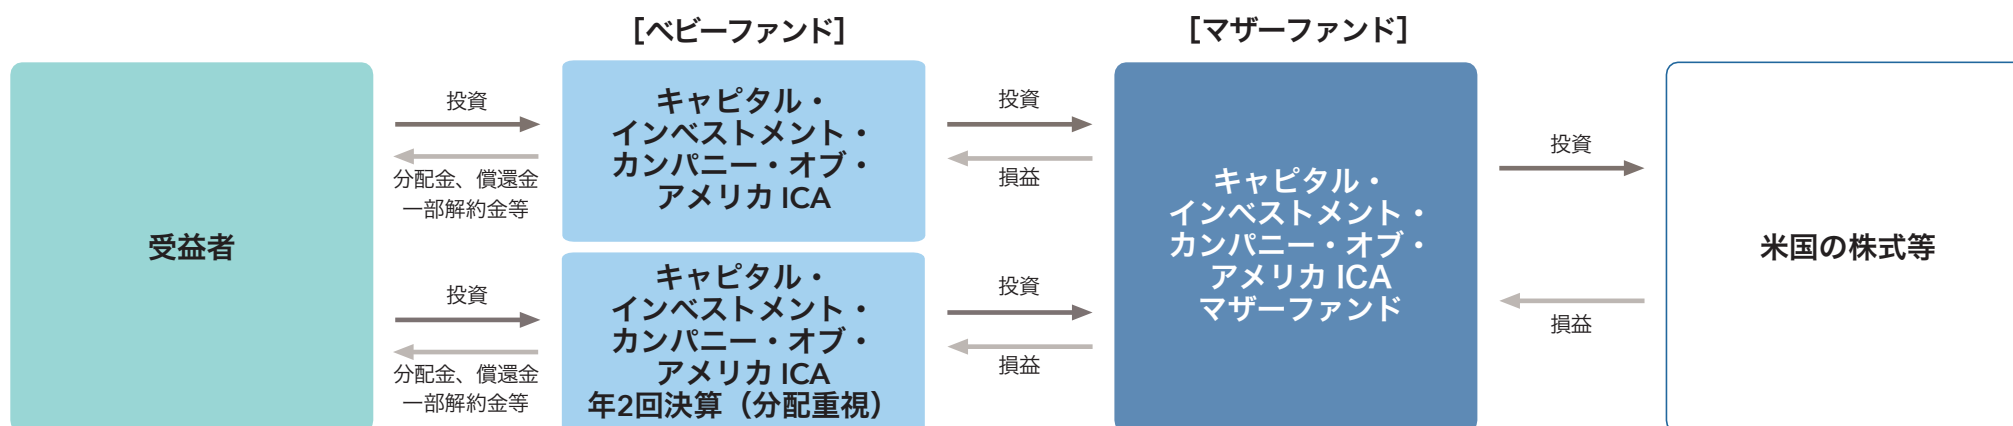 [ベビーファンド]
[マザーファンド]
受益者
投資
分配金、償還金
一部解約金等
投資
分配金、償還金
一部解約金等
キャピタル・
インベストメント・
カンパニー・オブ・
アメリカ ICA
キャピタル・
インベストメント・
カンパニー・オブ・
アメリカ ICA
年2回決算（分配重視）
投資
損益
投資
損益
キャピタル・
インベストメント・
カンパニー・オブ・
アメリカ ICA
マザーファンド
投資
損益
米国の株式等